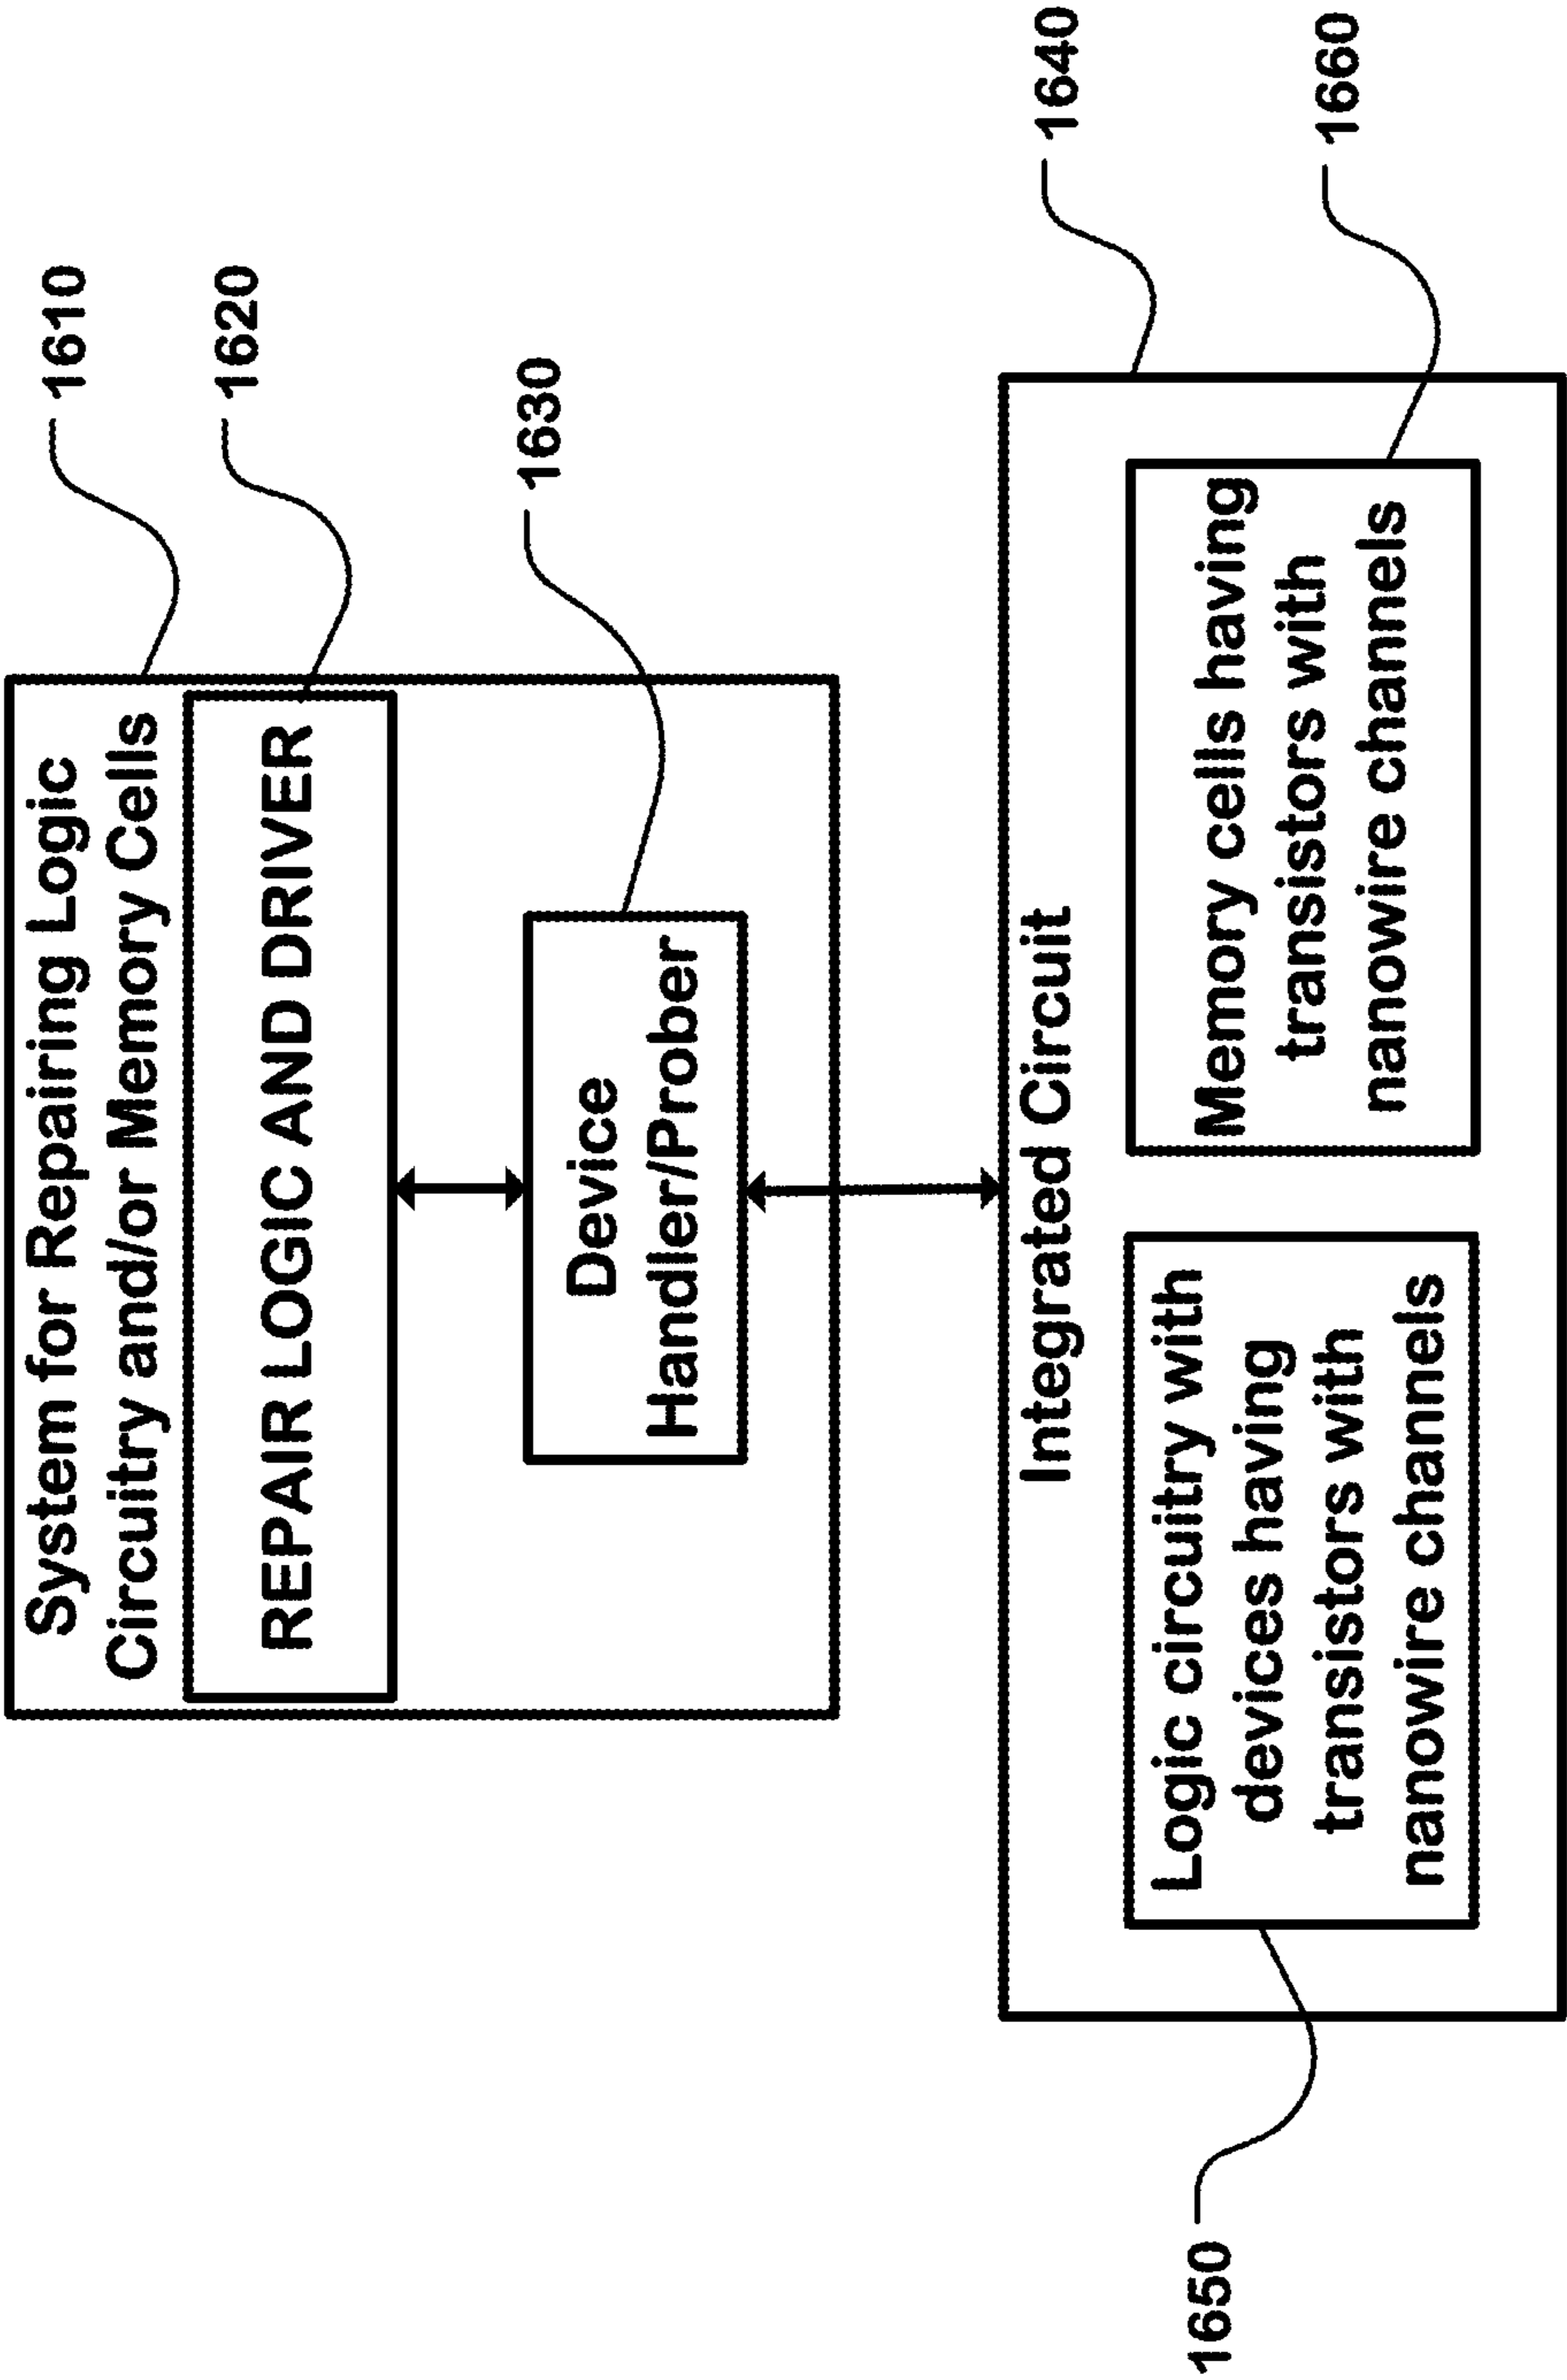 System for Repairing Logic
Circuitry and/or Memory Cells
REPAIR LOGIC AND DRIVER
Device
Handler/Prober
1610
1620
1630
Integrated Circuit
Logic circuitry with
devices having
transistors with
nanowire channels
Memory cells having
transistors with
nanowire channels
1640
1660
1650